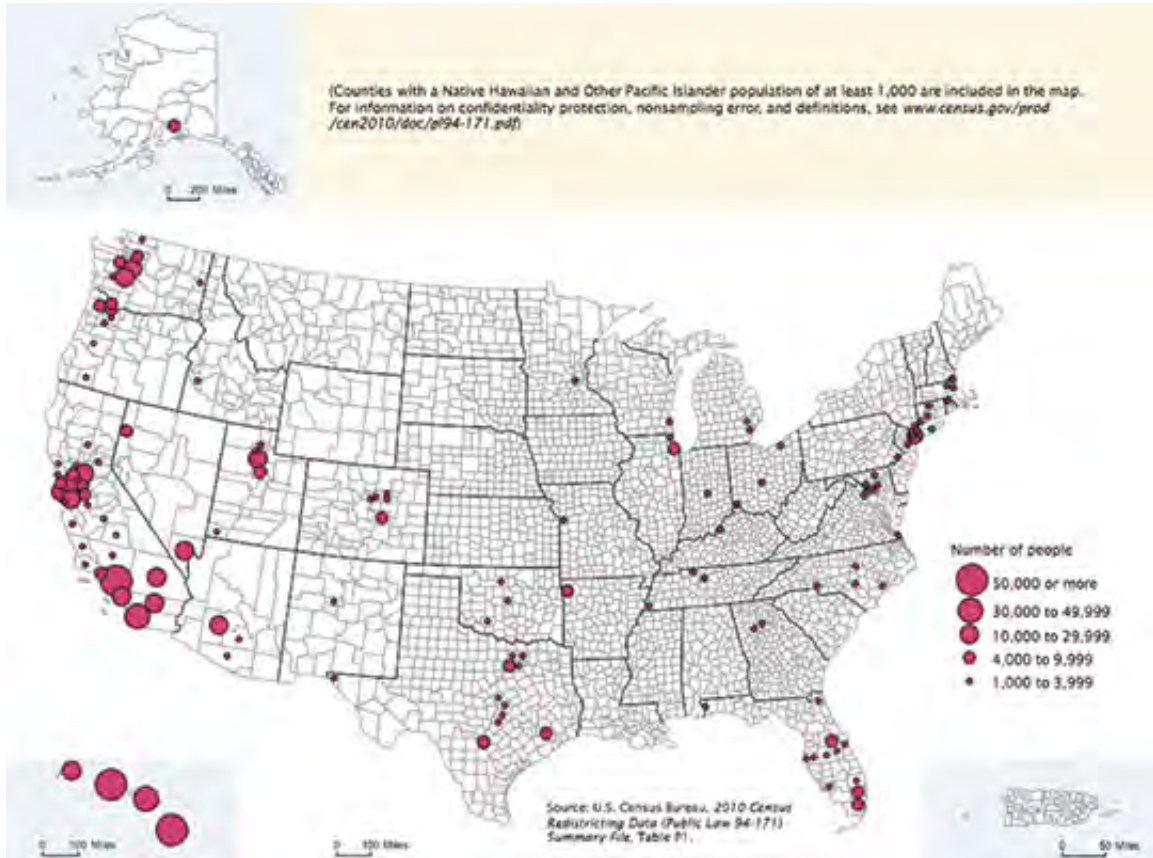 (Counties with a Native Hawaiian and Other Pacific Islander population of at least 1,000 are included in the map.
For information on confidentiality protection, nonsampling error, and definitions, see www.census.gov/prod
/cen2010/doc/pl94-171.pdf)
0 200 Miles
Number of people
50,000 or more
30,000 to 49,999
10,000 to 29,999
4,000 to 9,999
1,000 to 3,999
Source: U.S. Census Bureau, 2010 Census
Redistricting Data (Public Law 94-171)
Summary File, Table P1.
0 100 Miles
0 100 Miles
0 50 Miles